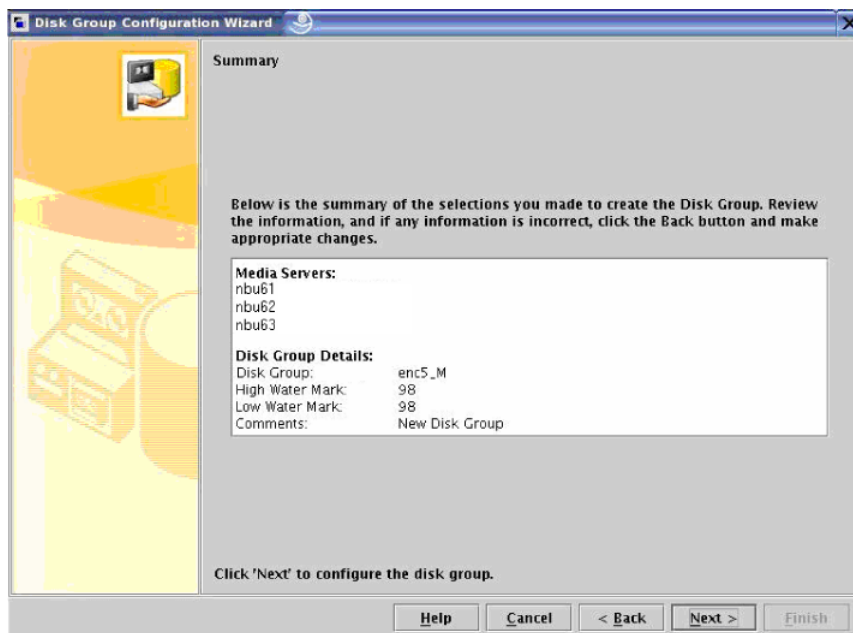 Disk Group Configuration Wizard
Summary
Below is the summary of the selections you made to create the Disk Group. Review
the information, and if any information is incorrect, click the Back button and make
appropriate changes.
Media Servers:
nbu61
nbu62
nbu63
Disk Group Details:
Disk Group: enc5_M
High Water Mark: 98
Low Water Mark: 98
Comments: New Disk Group
Click 'Next' to configure the disk group.
Help Cancel < Back Next > Finish